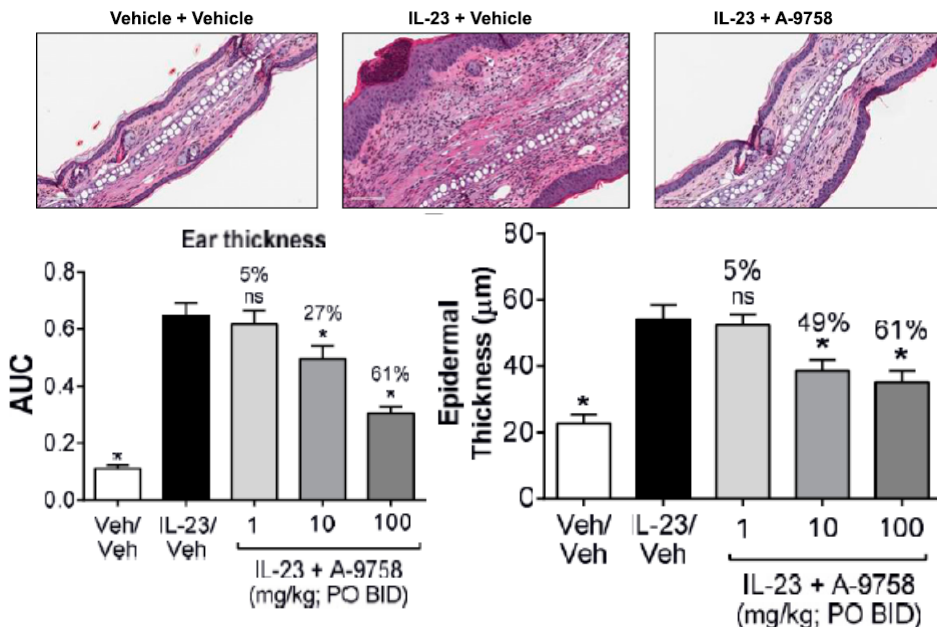 Vehicle + Vehicle
IL-23 + Vehicle
IL-23 + A-9758
Ear thickness
AUC
0.8
0.6
0.4
0.2
0.0
*
5%
ns
27%
*
61%
*
Veh/
Veh
IL-23/
Veh
1
10
100
IL-23 + A-9758
(mg/kg; PO BID)
Epidermal
Thickness (μm)
80
60
40
20
0
*
5%
ns
49%
*
61%
*
Veh/
Veh
IL-23/
Veh
1
10
100
IL-23 + A-9758
(mg/kg; PO BID)